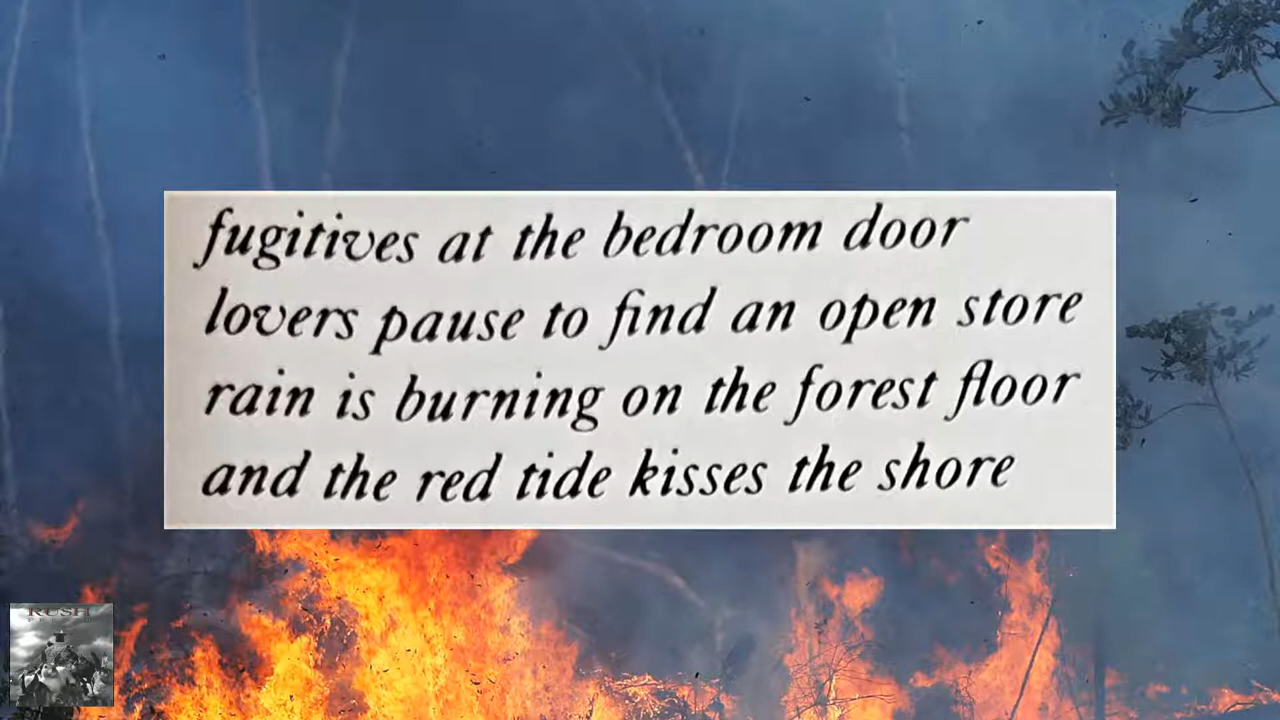 fugitives at the bedroom door
lovers pause to find an open store
rain is burning on the forest floor
and the red tide kisses the shore
RUSH